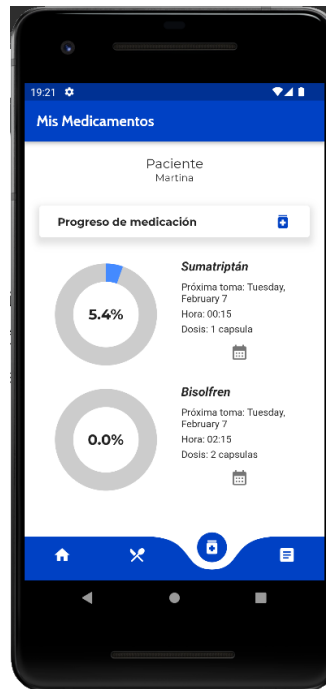 19:21
Mis Medicamentos
Paciente
Martina
Progreso de medicación
5.4%
Sumatriptán
Próxima toma: Tuesday,
February 7
Hora: 00:15
Dosis: 1 capsula
0.0%
Bisolfren
Próxima toma: Tuesday,
February 7
Hora: 02:15
Dosis: 2 capsulas